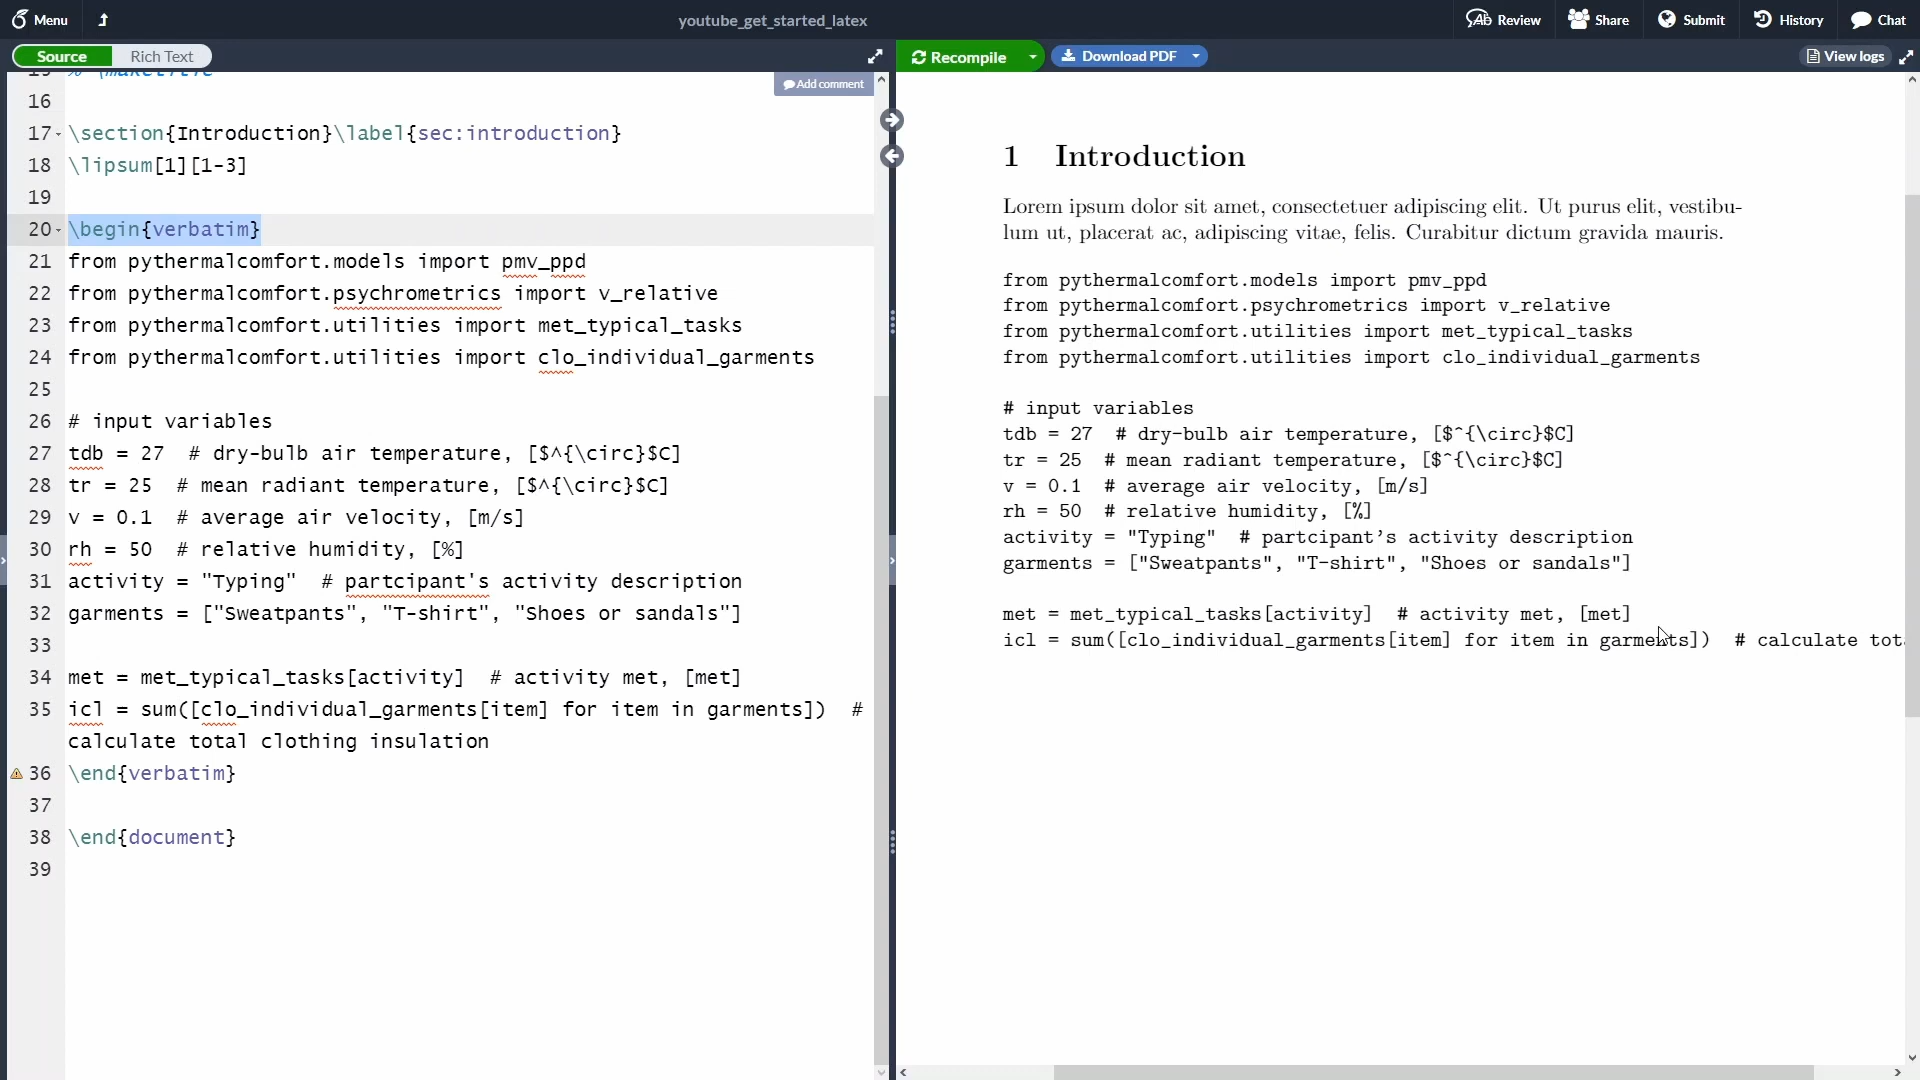 Menu
youtube_get_started_latex
Review
Share
Submit
History
Chat
Source
Rich Text
Recompile
Download PDF
View logs
15 % \maketitle
Add comment
16
17 \section{Introduction}\label{sec:introduction}
18 \lipsum[1][1-3]
19
20 \begin{verbatim}
21 from pythermalcomfort.models import pmv_ppd
22 from pythermalcomfort.psychrometrics import v_relative
23 from pythermalcomfort.utilities import met_typical_tasks
24 from pythermalcomfort.utilities import clo_individual_garments
25
26 # input variables
27 tdb = 27  # dry-bulb air temperature, [$^{\circ}$C]
28 tr = 25  # mean radiant temperature, [$^{\circ}$C]
29 v = 0.1  # average air velocity, [m/s]
30 rh = 50  # relative humidity, [%]
31 activity = "Typing"  # partcipant's activity description
32 garments = ["Sweatpants", "T-shirt", "Shoes or sandals"]
33
34 met = met_typical_tasks[activity]  # activity met, [met]
35 icl = sum([clo_individual_garments[item] for item in garments])  #
calculate total clothing insulation
36 \end{verbatim}
37
38 \end{document}
39
1 Introduction
Lorem ipsum dolor sit amet, consectetuer adipiscing elit. Ut purus elit, vestibu-
lum ut, placerat ac, adipiscing vitae, felis. Curabitur dictum gravida mauris.
from pythermalcomfort.models import pmv_ppd
from pythermalcomfort.psychrometrics import v_relative
from pythermalcomfort.utilities import met_typical_tasks
from pythermalcomfort.utilities import clo_individual_garments
# input variables
tdb = 27  # dry-bulb air temperature, [$^{\circ}$C]
tr = 25  # mean radiant temperature, [$^{\circ}$C]
v = 0.1  # average air velocity, [m/s]
rh = 50  # relative humidity, [%]
activity = "Typing"  # partcipant’s activity description
garments = ["Sweatpants", "T-shirt", "Shoes or sandals"]
met = met_typical_tasks[activity]  # activity met, [met]
icl = sum([clo_individual_garments[item] for item in garments])  # calculate tot